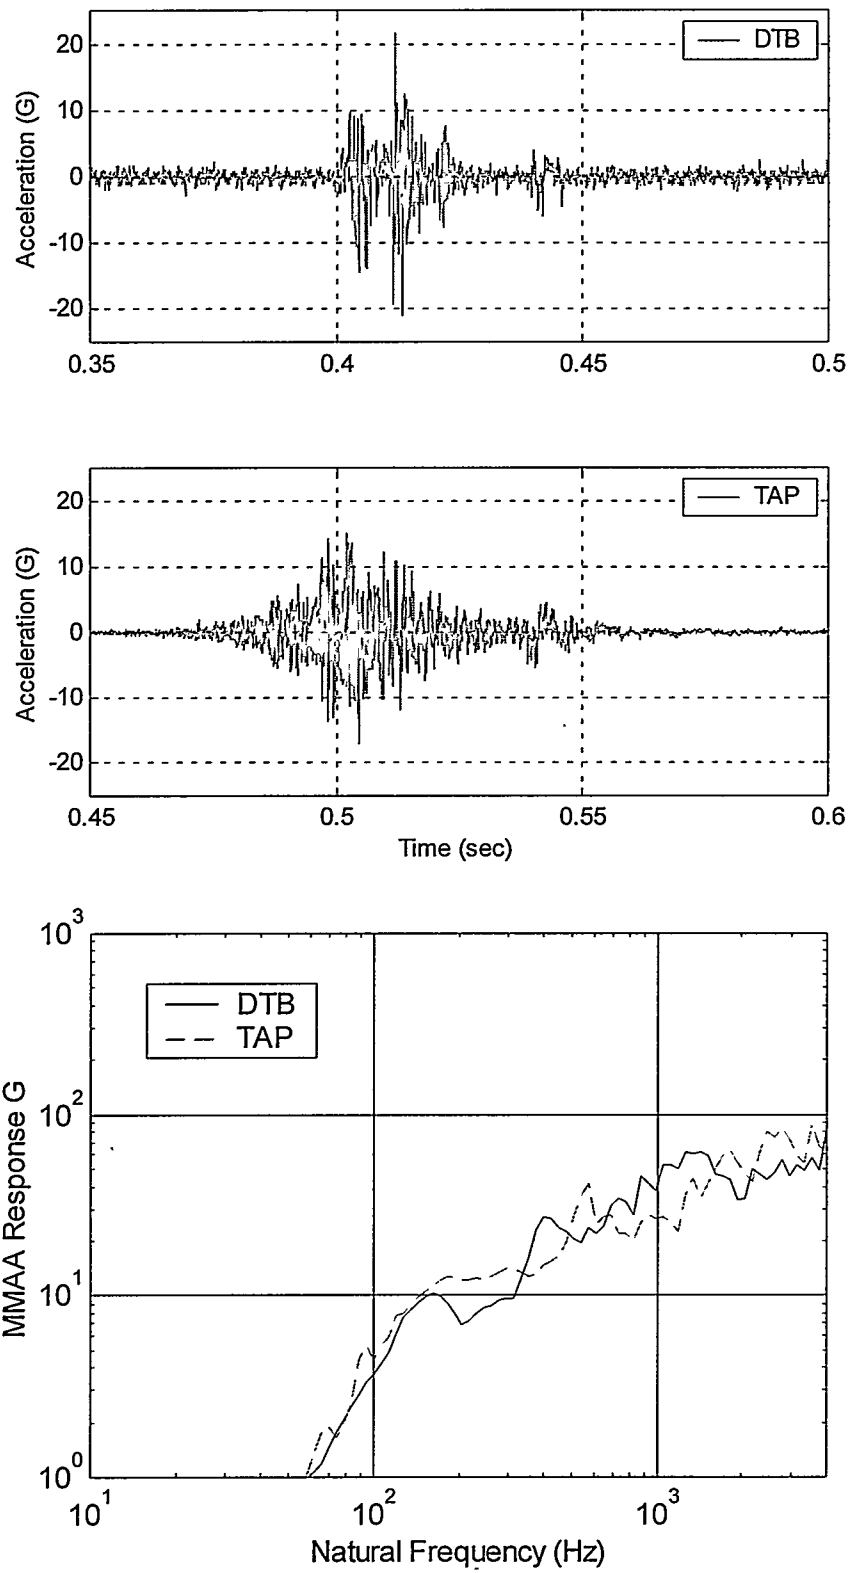 20
DTB
10
0
-10
-20
Acceleration (G)
0.35 0.4 0.45 0.5
20
TAP
10
0
-10
-20
Acceleration (G)
0.45 0.5 0.55 0.6
Time (sec)
10^3
DTB
TAP
10^2
10^1
10^0
MMAA Response G
10^1 10^2 10^3
Natural Frequency (Hz)